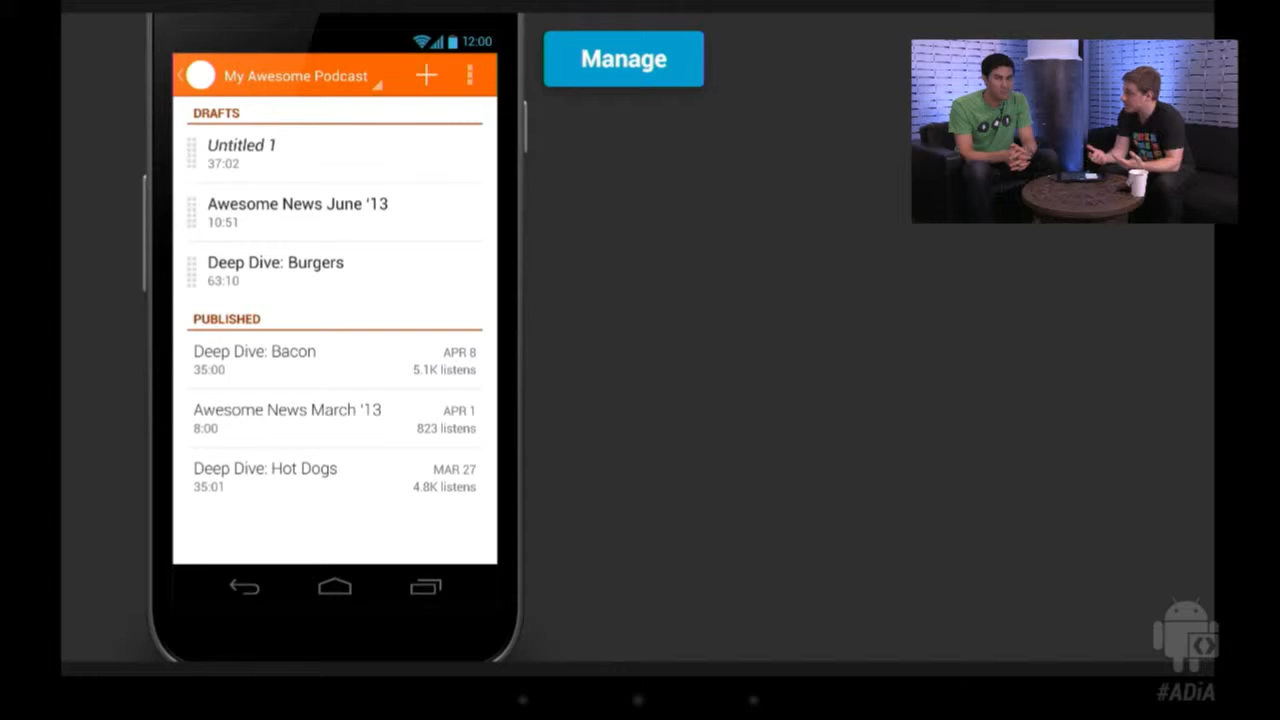 12:00
Manage
My Awesome Podcast
DRAFTS
Untitled 1
37:02
Awesome News June ‘13
10:51
Deep Dive: Burgers
63:10
PUBLISHED
Deep Dive: Bacon
APR 8
35:00
5.1K listens
Awesome News March ‘13
APR 1
8:00
823 listens
Deep Dive: Hot Dogs
MAR 27
35:01
4.8K listens
#ADiA